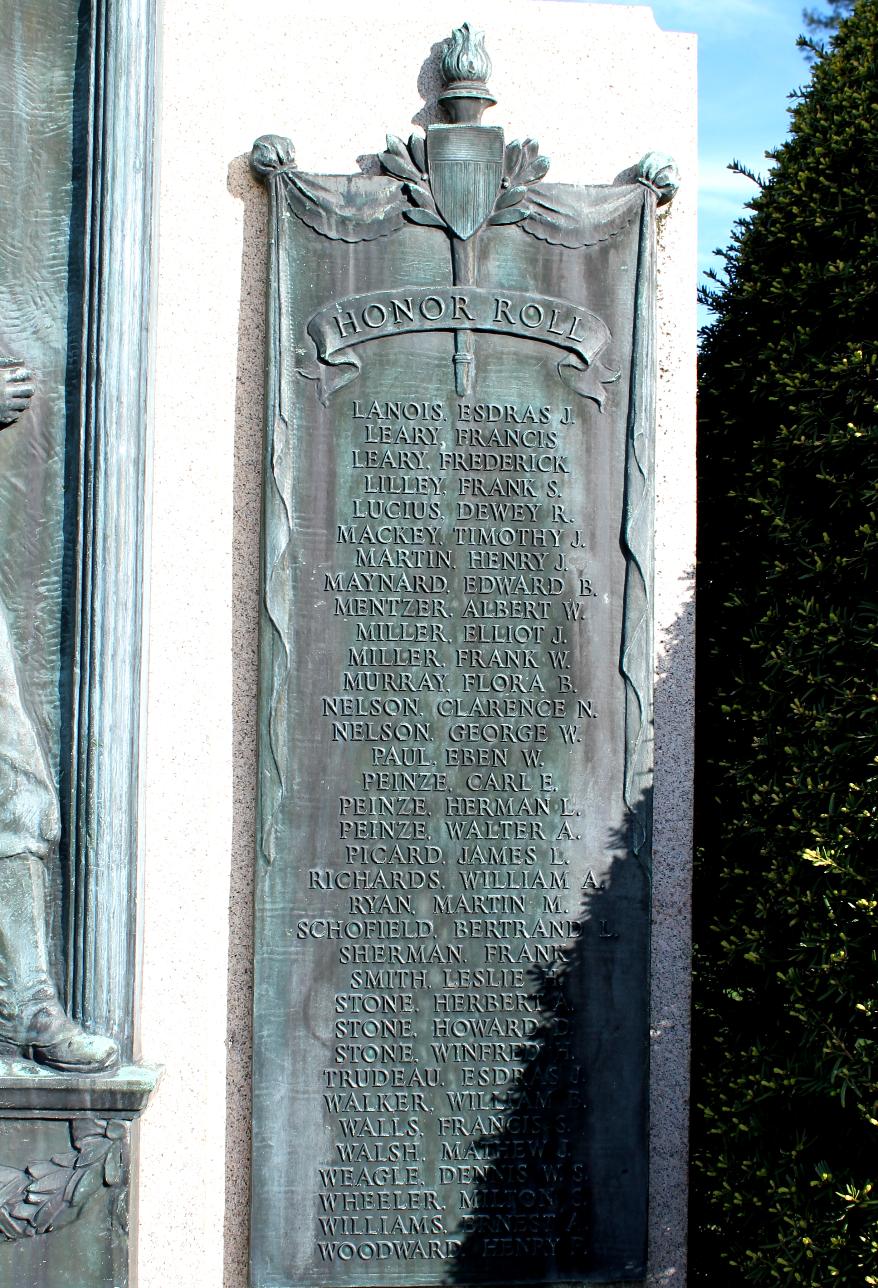 HONOR ROLL
LANOIS, ESDRAS J.
LEARY, FRANCIS
LEARY, FREDERICK
LILLEY, FRANK S.
LUCIUS, DEWEY R.
MACKEY, TIMOTHY J.
MARTIN, HENRY J.
MAYNARD, EDWARD B.
MENTZER, ALBERT W.
MILLER, ELLIOT J.
MILLER, FRANK W.
MURRAY, FLORA B.
NELSON, CLARENCE N.
NELSON, GEORGE W.
PAUL, EBEN W.
PEINZE, CARL E.
PEINZE, HERMAN L.
PEINZE, WALTER A.
PICARD, JAMES L.
RICHARDS, WILLIAM A.
RYAN, MARTIN M.
SCHOFIELD, BERTRAND L.
SHERMAN, FRANK
SMITH, LESLIE H.
STONE, HERBERT A.
STONE, HOWARD D.
STONE, WINFRED H.
TRUDEAU, ESDRAS J.
WALKER, WILLIAM E.
WALLS, FRANCIS S.
WALSH, MATHEW J.
WEAGLE, DENNIS W. S.
WHEELER, MILTON C.
WILLIAMS, ERNEST A.
WOODWARD, HENRY